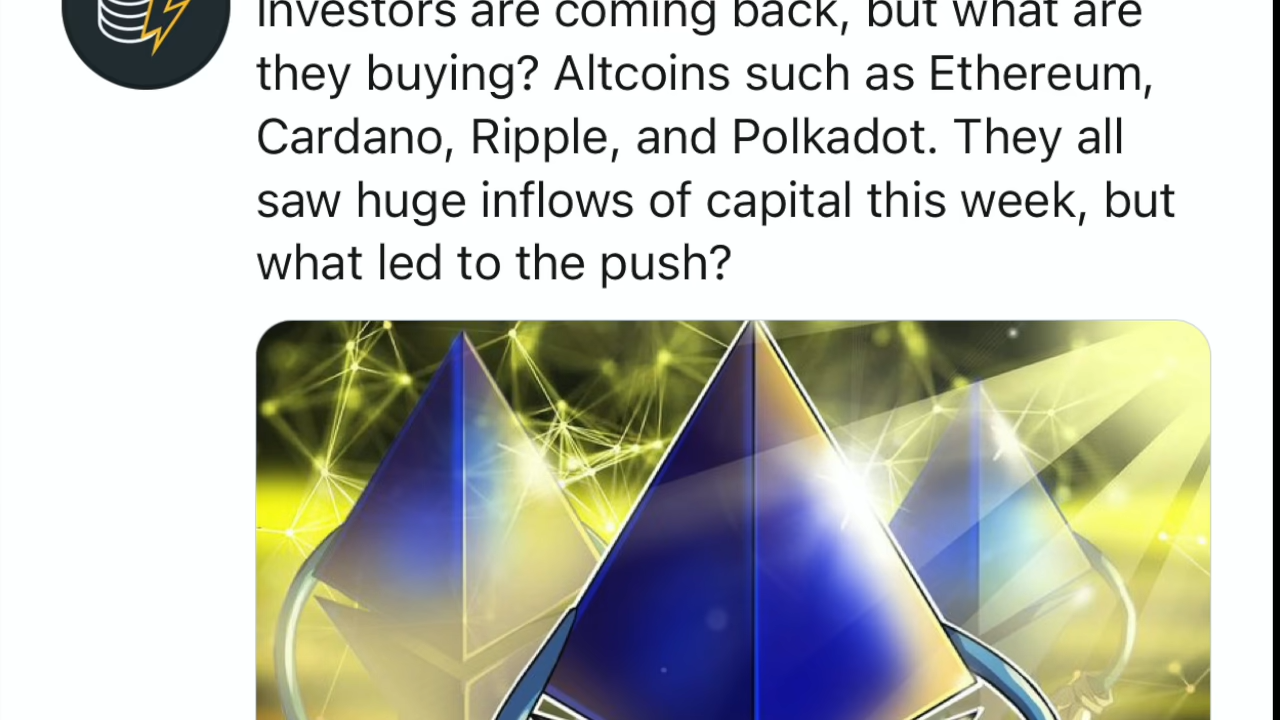 Investors are coming back, but what are
they buying? Altcoins such as Ethereum,
Cardano, Ripple, and Polkadot. They all
saw huge inflows of capital this week, but
what led to the push?